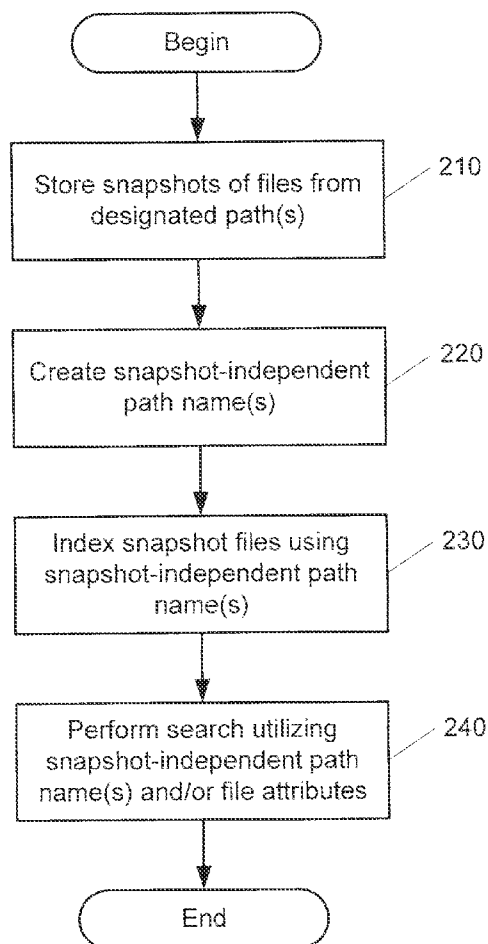 Begin
Store snapshots of files from
designated path(s)
210
Create snapshot-independent
path name(s)
220
Index snapshot files using
snapshot-independent path
name(s)
230
Perform search utilizing
snapshot-independent path
name(s) and/or file attributes
240
End